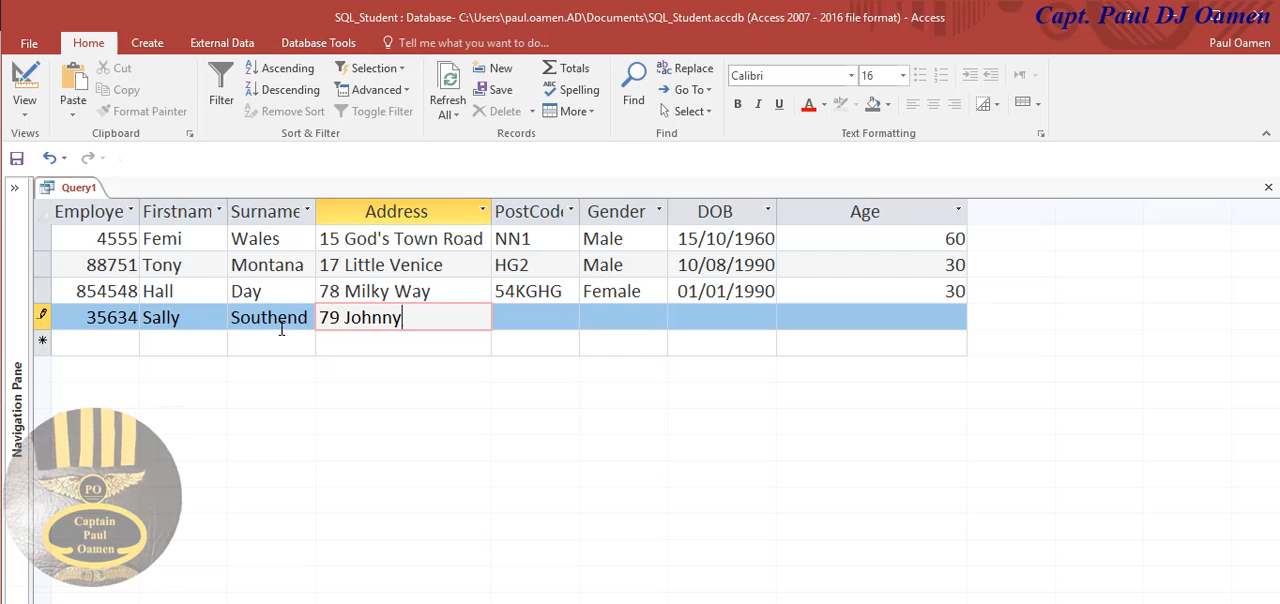 SQL_Student : Database- C:\Users\paul.oamen.AD\Documents\SQL_Student.accdb (Access 2007 - 2016 file format) - Access
Capt. Paul DJ Oamen
File Home Create External Data Database Tools Tell me what you want to do... Paul Oamen
View
Views
Paste
Cut
Copy
Format Painter
Clipboard
Filter
Ascending
Descending
Remove Sort
Selection
Advanced
Toggle Filter
Sort & Filter
Refresh
All
New
Save
Delete
Totals
Spelling
More
Records
Find
Replace
Go To
Select
Find
Calibri 16
B I U A
Text Formatting
Query1
Employe Firstnam Surname Address PostCode Gender DOB Age
4555 Femi Wales 15 God's Town Road NN1 Male 15/10/1960 60
88751 Tony Montana 17 Little Venice HG2 Male 10/08/1990 30
854548 Hall Day 78 Milky Way 54KGHG Female 01/01/1990 30
35634 Sally Southend 79 Johnny
Navigation Pane
PO
Captain
Paul
Oamen